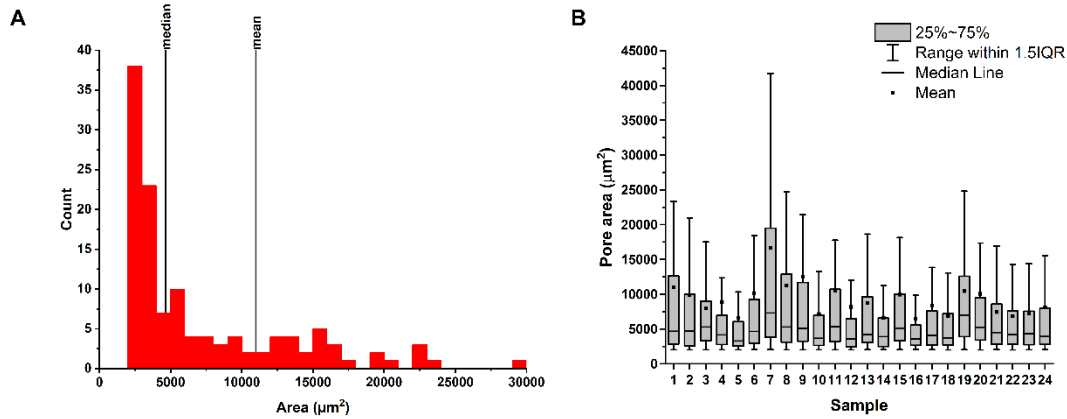 A
median
mean
40
35
30
25
20
15
10
5
0
Count
0 5000 10000 15000 20000 25000 30000
Area (µm²)
B
25%~75%
Range within 1.5IQR
Median Line
Mean
45000
40000
35000
30000
25000
20000
15000
10000
5000
0
Pore area (µm²)
1 2 3 4 5 6 7 8 9 10 11 12 13 14 15 16 17 18 19 20 21 22 23 24
Sample